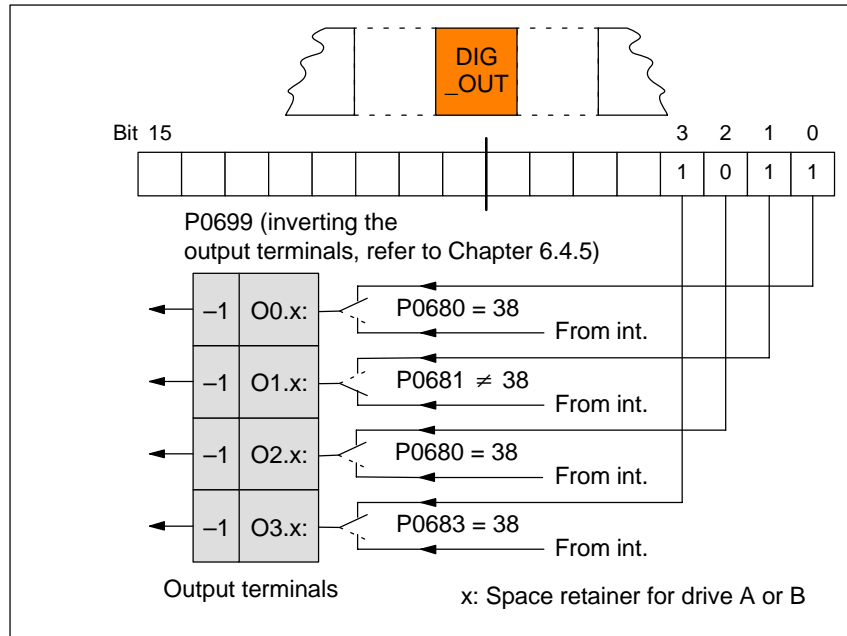 DIG
_OUT
Bit 15 3 2 1 0
1 0 1 1
P0699 (inverting the
output terminals, refer to Chapter 6.4.5)
–1 O0.x: P0680 = 38
From int.
–1 O1.x: P0681 ≠ 38
From int.
–1 O2.x: P0680 = 38
From int.
–1 O3.x: P0683 = 38
From int.
Output terminals
x: Space retainer for drive A or B